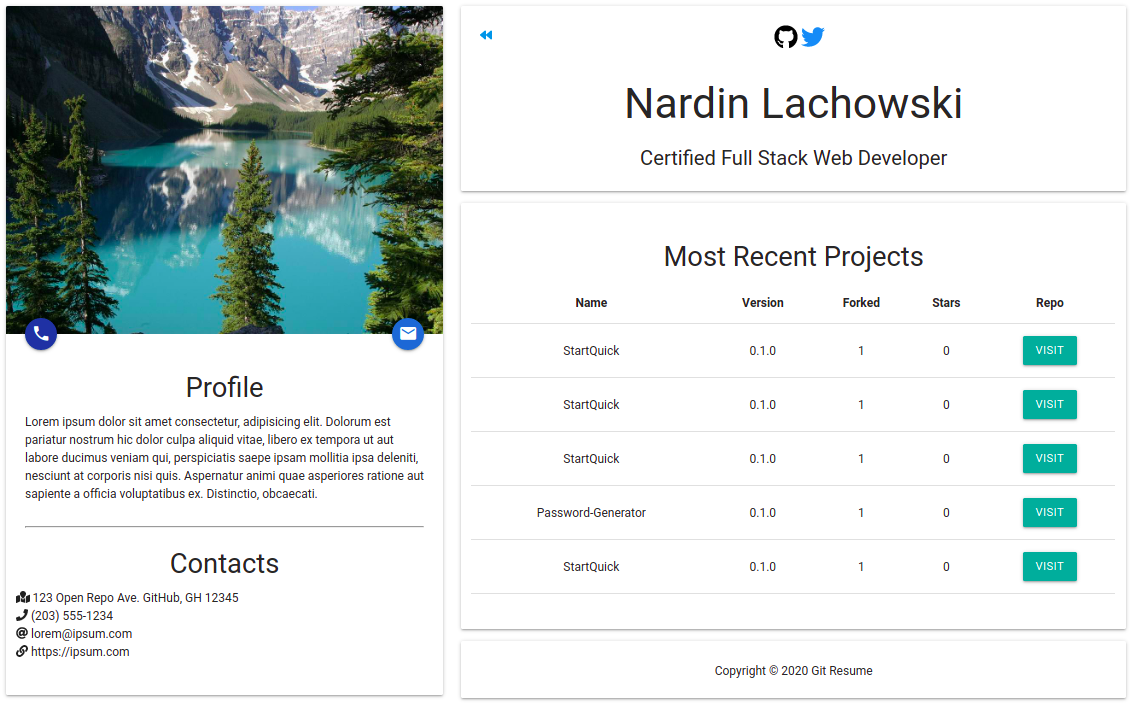 Profile
Lorem ipsum dolor sit amet consectetur, adipisicing elit. Dolorum est
pariatur nostrum hic dolor culpa aliquid vitae, libero ex tempora ut aut
labore ducimus veniam qui, perspiciatis saepe ipsam mollitia ipsa deleniti,
nesciunt at corporis nisi quis. Aspernatur animi quae asperiores ratione aut
sapiente a officia voluptatibus ex. Distinctio, obcaecati.
Contacts
123 Open Repo Ave. GitHub, GH 12345
(203) 555-1234
lorem@ipsum.com
https://ipsum.com
Nardin Lachowski
Certified Full Stack Web Developer
Most Recent Projects
Name Version Forked Stars Repo
StartQuick 0.1.0 1 0 VISIT
StartQuick 0.1.0 1 0 VISIT
StartQuick 0.1.0 1 0 VISIT
Password-Generator 0.1.0 1 0 VISIT
StartQuick 0.1.0 1 0 VISIT
Copyright © 2020 Git Resume